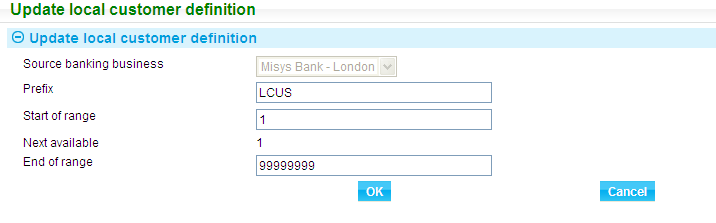 Update local customer definition
Update local customer definition
Source banking business Misys Bank - London
Prefix LCUS
Start of range 1
Next available 1
End of range 99999999
OK Cancel